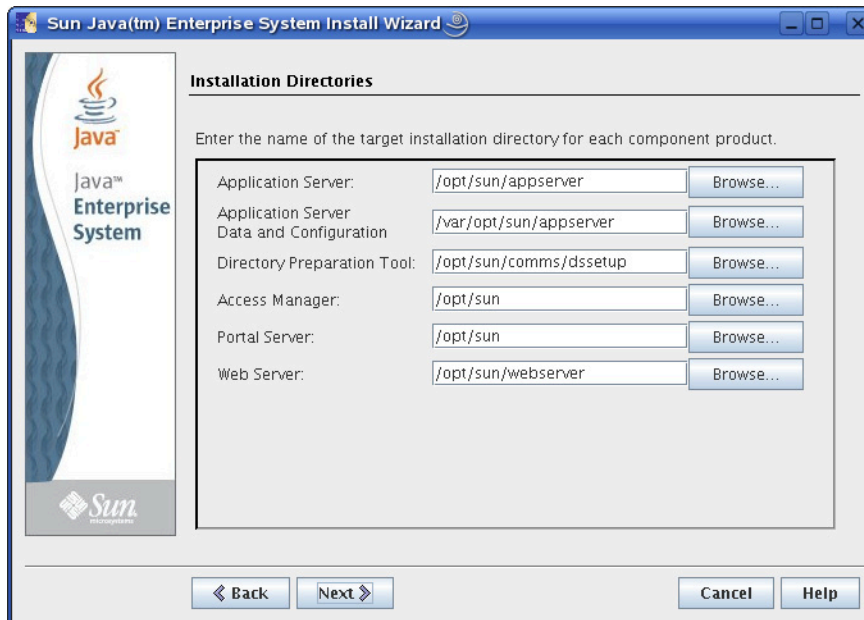 Sun Java(tm) Enterprise System Install Wizard
Java™
Java™
Enterprise
System
Sun
microsystems
Installation Directories
Enter the name of the target installation directory for each component product.
Application Server: /opt/sun/appserver Browse...
Application Server
Data and Configuration /var/opt/sun/appserver Browse...
Directory Preparation Tool: /opt/sun/comms/dssetup Browse...
Access Manager: /opt/sun Browse...
Portal Server: /opt/sun Browse...
Web Server: /opt/sun/webserver Browse...
Back Next Cancel Help